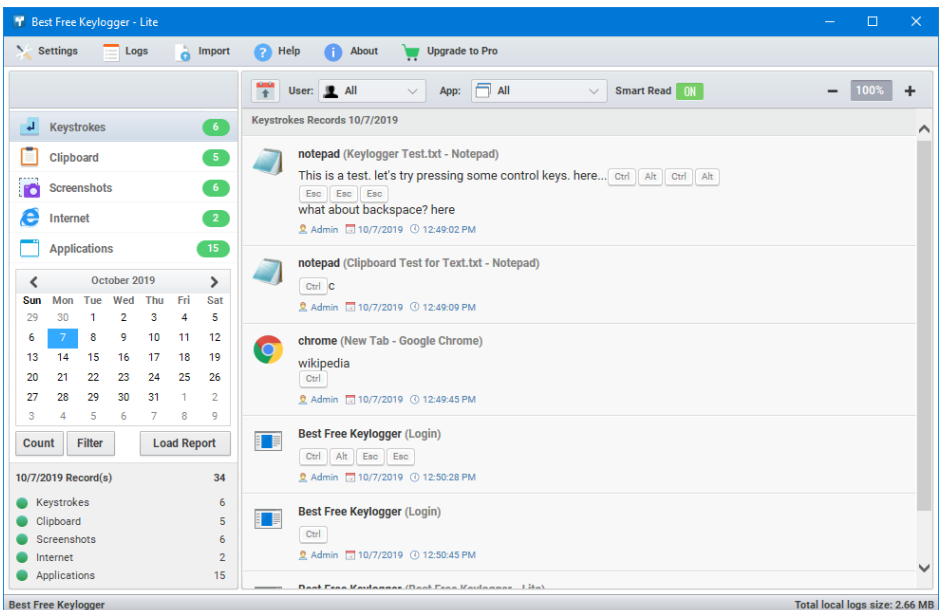 Best Free Keylogger - Lite
Settings Logs Import Help About Upgrade to Pro
User: All App: All Smart Read ON 100%
Keystrokes 6
Clipboard 5
Screenshots 6
Internet 2
Applications 15
October 2019
Sun Mon Tue Wed Thu Fri Sat
29 30 1 2 3 4 5
6 7 8 9 10 11 12
13 14 15 16 17 18 19
20 21 22 23 24 25 26
27 28 29 30 31 1 2
3 4 5 6 7 8 9
Count Filter Load Report
10/7/2019 Record(s) 34
Keystrokes 6
Clipboard 5
Screenshots 6
Internet 2
Applications 15
Keystrokes Records 10/7/2019
notepad (Keylogger Test.txt - Notepad)
This is a test. let's try pressing some control keys. here... Ctrl Alt Ctrl Alt
Esc Esc Esc
what about backspace? here
Admin 10/7/2019 12:49:02 PM
notepad (Clipboard Test for Text.txt - Notepad)
Ctrl c
Admin 10/7/2019 12:49:09 PM
chrome (New Tab - Google Chrome)
wikipedia
Ctrl
Admin 10/7/2019 12:49:45 PM
Best Free Keylogger (Login)
Ctrl Alt Esc Esc
Admin 10/7/2019 12:50:28 PM
Best Free Keylogger (Login)
Ctrl
Admin 10/7/2019 12:50:45 PM
Best Free Keylogger (Best Free Keylogger - Lite)
Best Free Keylogger
Total local logs size: 2.66 MB